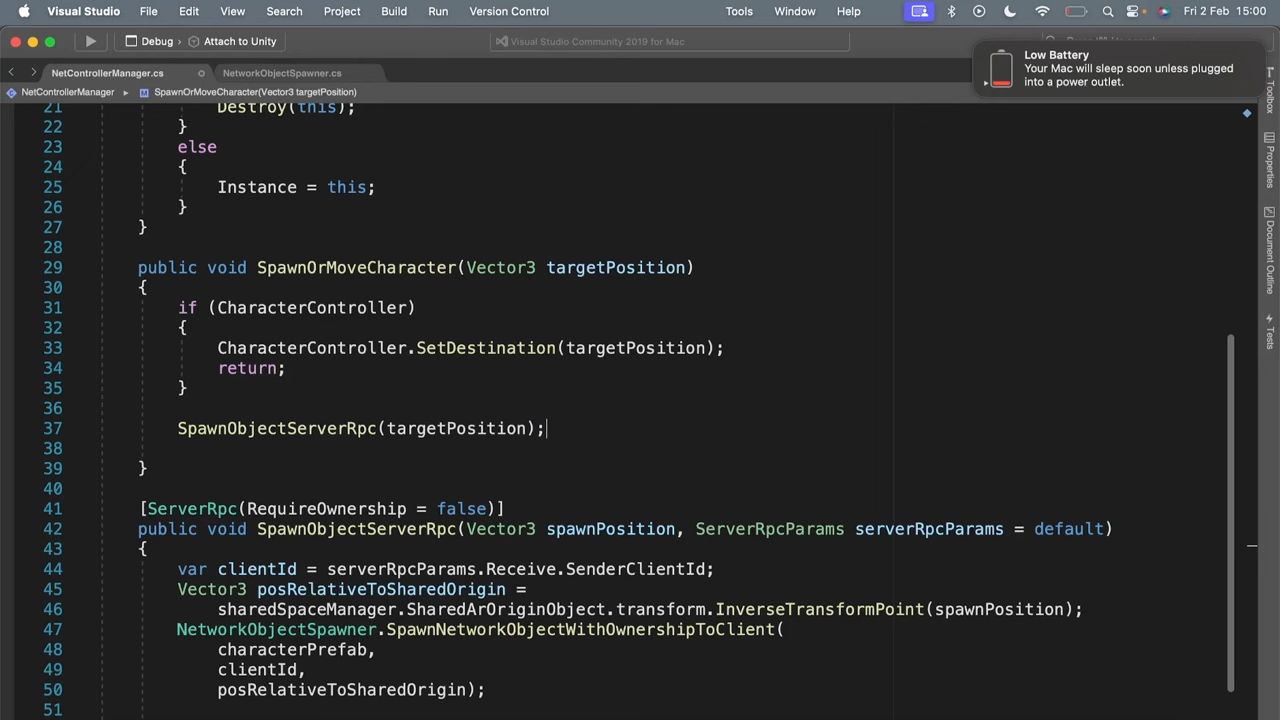 Visual Studio File Edit View Search Project Build Run Version Control Tools Window Help Fri 2 Feb 15:00
Debug Attach to Unity Visual Studio Community 2019 for Mac
Low Battery
Your Mac will sleep soon unless plugged
into a power outlet.
NetControllerManager.cs NetworkObjectSpawner.cs
NetControllerManager SpawnOrMoveCharacter(Vector3 targetPosition)
21 Destroy(this);
22 }
23 else
24 {
25 Instance = this;
26 }
27 }
28
29 public void SpawnOrMoveCharacter(Vector3 targetPosition)
30 {
31 if (CharacterController)
32 {
33 CharacterController.SetDestination(targetPosition);
34 return;
35 }
36
37 SpawnObjectServerRpc(targetPosition);
38
39 }
40
41 [ServerRpc(RequireOwnership = false)]
42 public void SpawnObjectServerRpc(Vector3 spawnPosition, ServerRpcParams serverRpcParams = default)
43 {
44 var clientId = serverRpcParams.Receive.SenderClientId;
45 Vector3 posRelativeToSharedOrigin =
46 sharedSpaceManager.SharedArOriginObject.transform.InverseTransformPoint(spawnPosition);
47 NetworkObjectSpawner.SpawnNetworkObjectWithOwnershipToClient(
48 characterPrefab,
49 clientId,
50 posRelativeToSharedOrigin);
51
Toolbox
Properties
Document Outline
Tests